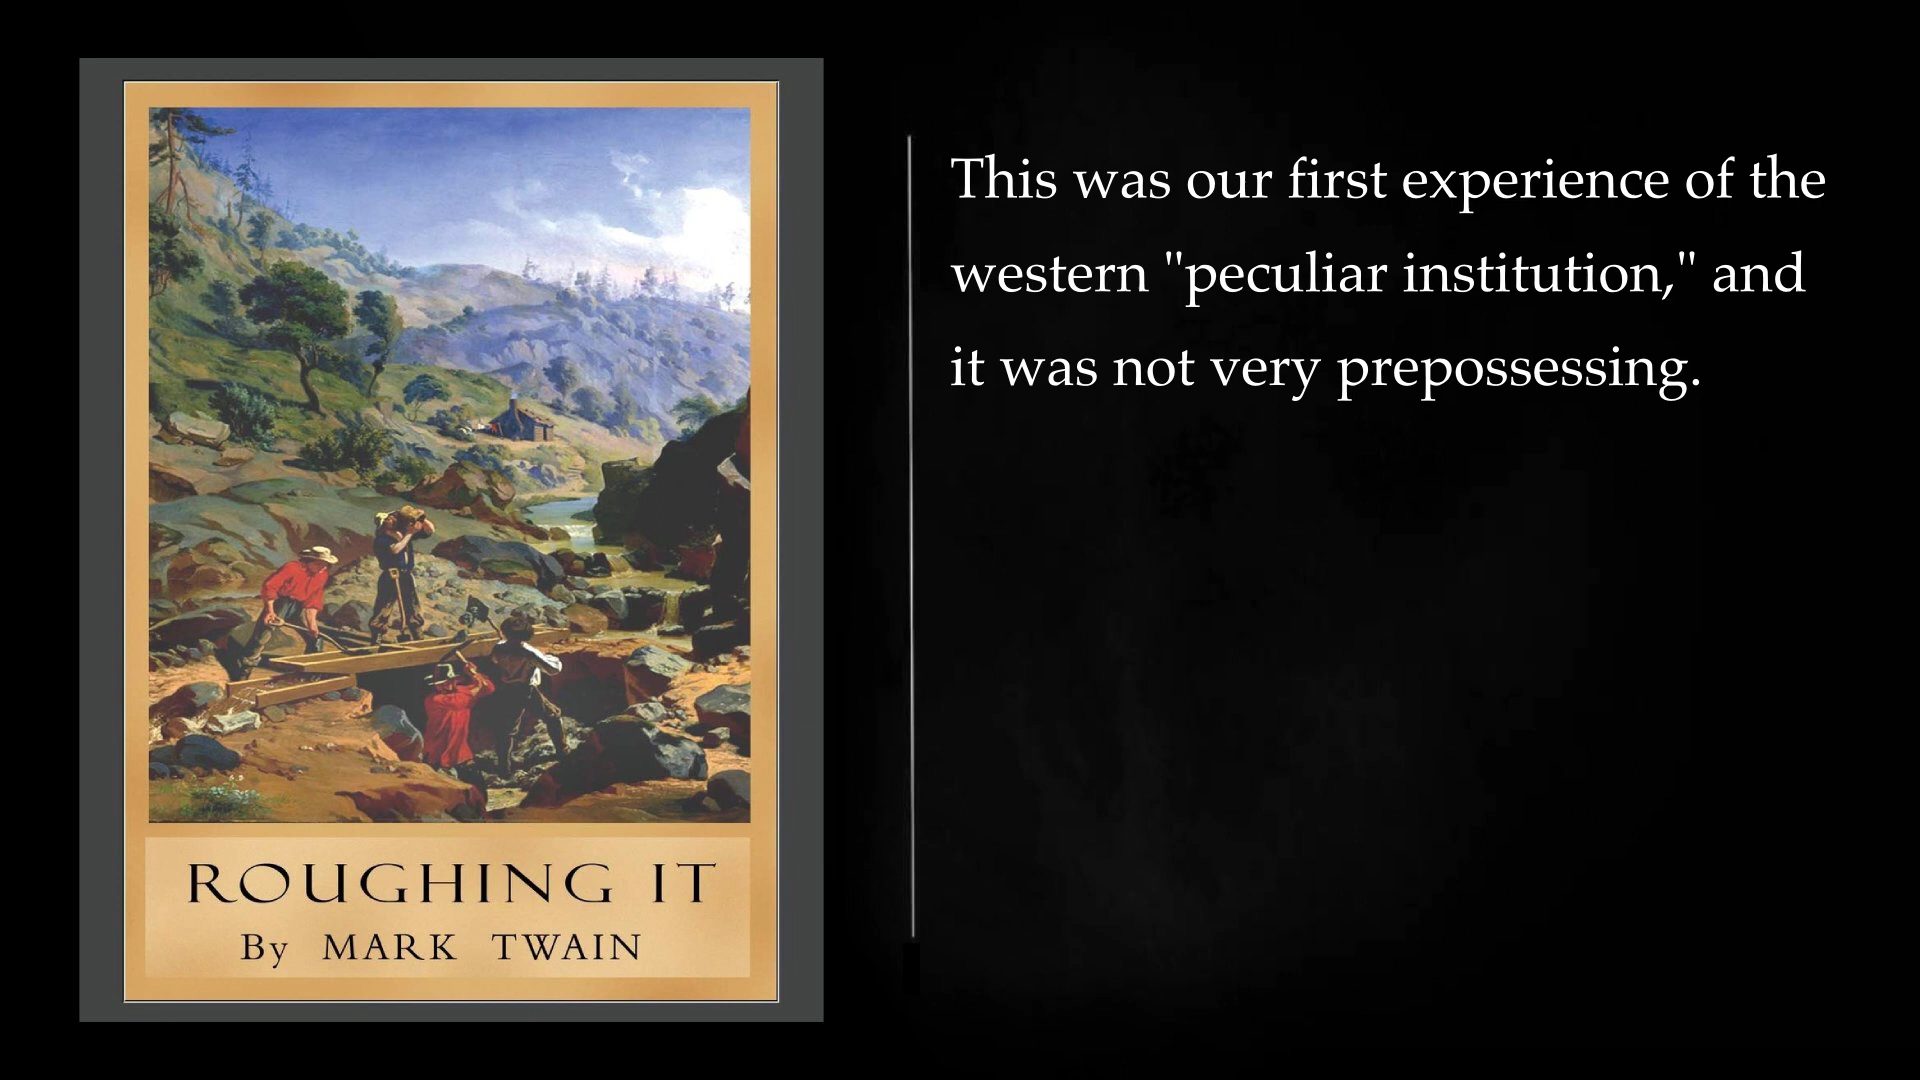 ROUGHING IT
By MARK TWAIN
This was our first experience of the
western "peculiar institution," and
it was not very prepossessing.